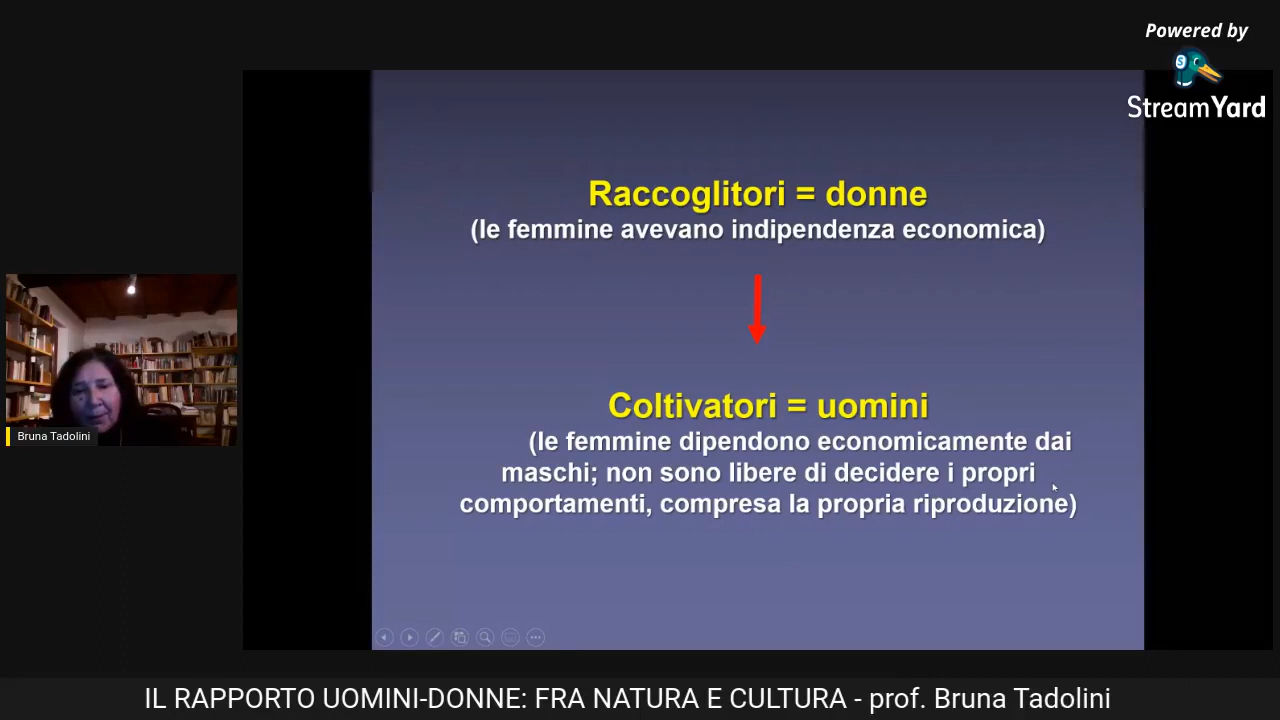 Powered by
StreamYard
Raccoglitori = donne
(le femmine avevano indipendenza economica)
Coltivatori = uomini
(le femmine dipendono economicamente dai
maschi; non sono libere di decidere i propri
comportamenti, compresa la propria riproduzione)
Bruna Tadolini
IL RAPPORTO UOMINI-DONNE: FRA NATURA E CULTURA - prof. Bruna Tadolini